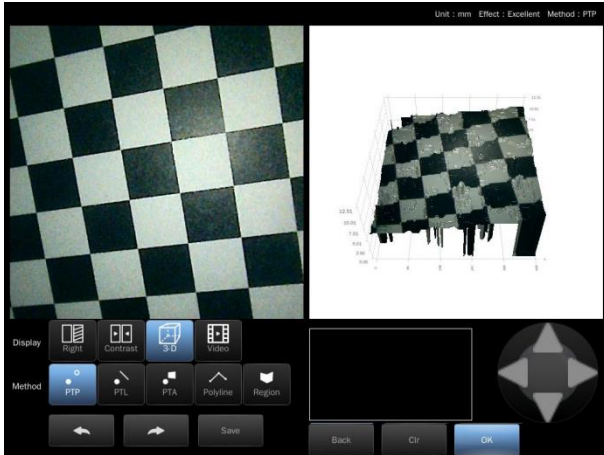 Unit : mm Effect : Excellent Method : PTP
Display
Right
Contrast
3-D
Video
Method
PTP
PTL
PTA
Polyline
Region
Save
Back
Clr
OK